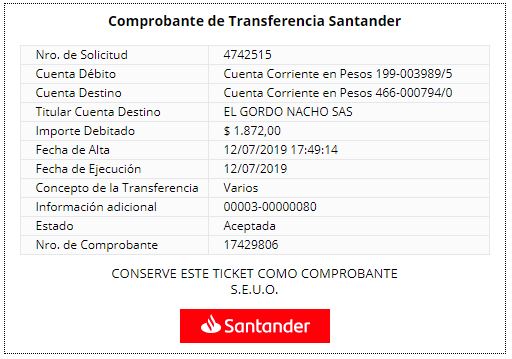 Comprobante de Transferencia Santander
Nro. de Solicitud 4742515
Cuenta Débito Cuenta Corriente en Pesos 199-003989/5
Cuenta Destino Cuenta Corriente en Pesos 466-000794/0
Titular Cuenta Destino EL GORDO NACHO SAS
Importe Debitado $ 1.872,00
Fecha de Alta 12/07/2019 17:49:14
Fecha de Ejecución 12/07/2019
Concepto de la Transferencia Varios
Información adicional 00003-00000080
Estado Aceptada
Nro. de Comprobante 17429806
CONSERVE ESTE TICKET COMO COMPROBANTE
S.E.U.O.
Santander